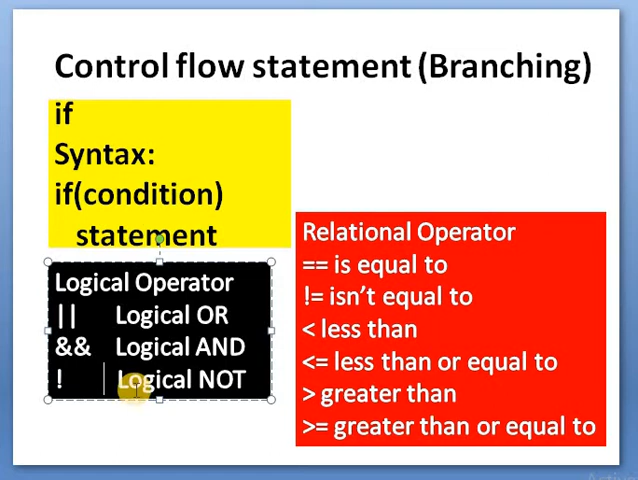 Control flow statement (Branching)
if
Syntax:
if(condition)
statement
Logical Operator
|| Logical OR
&& Logical AND
! Logical NOT
Relational Operator
== is equal to
!= isn’t equal to
< less than
<= less than or equal to
> greater than
>= greater than or equal to